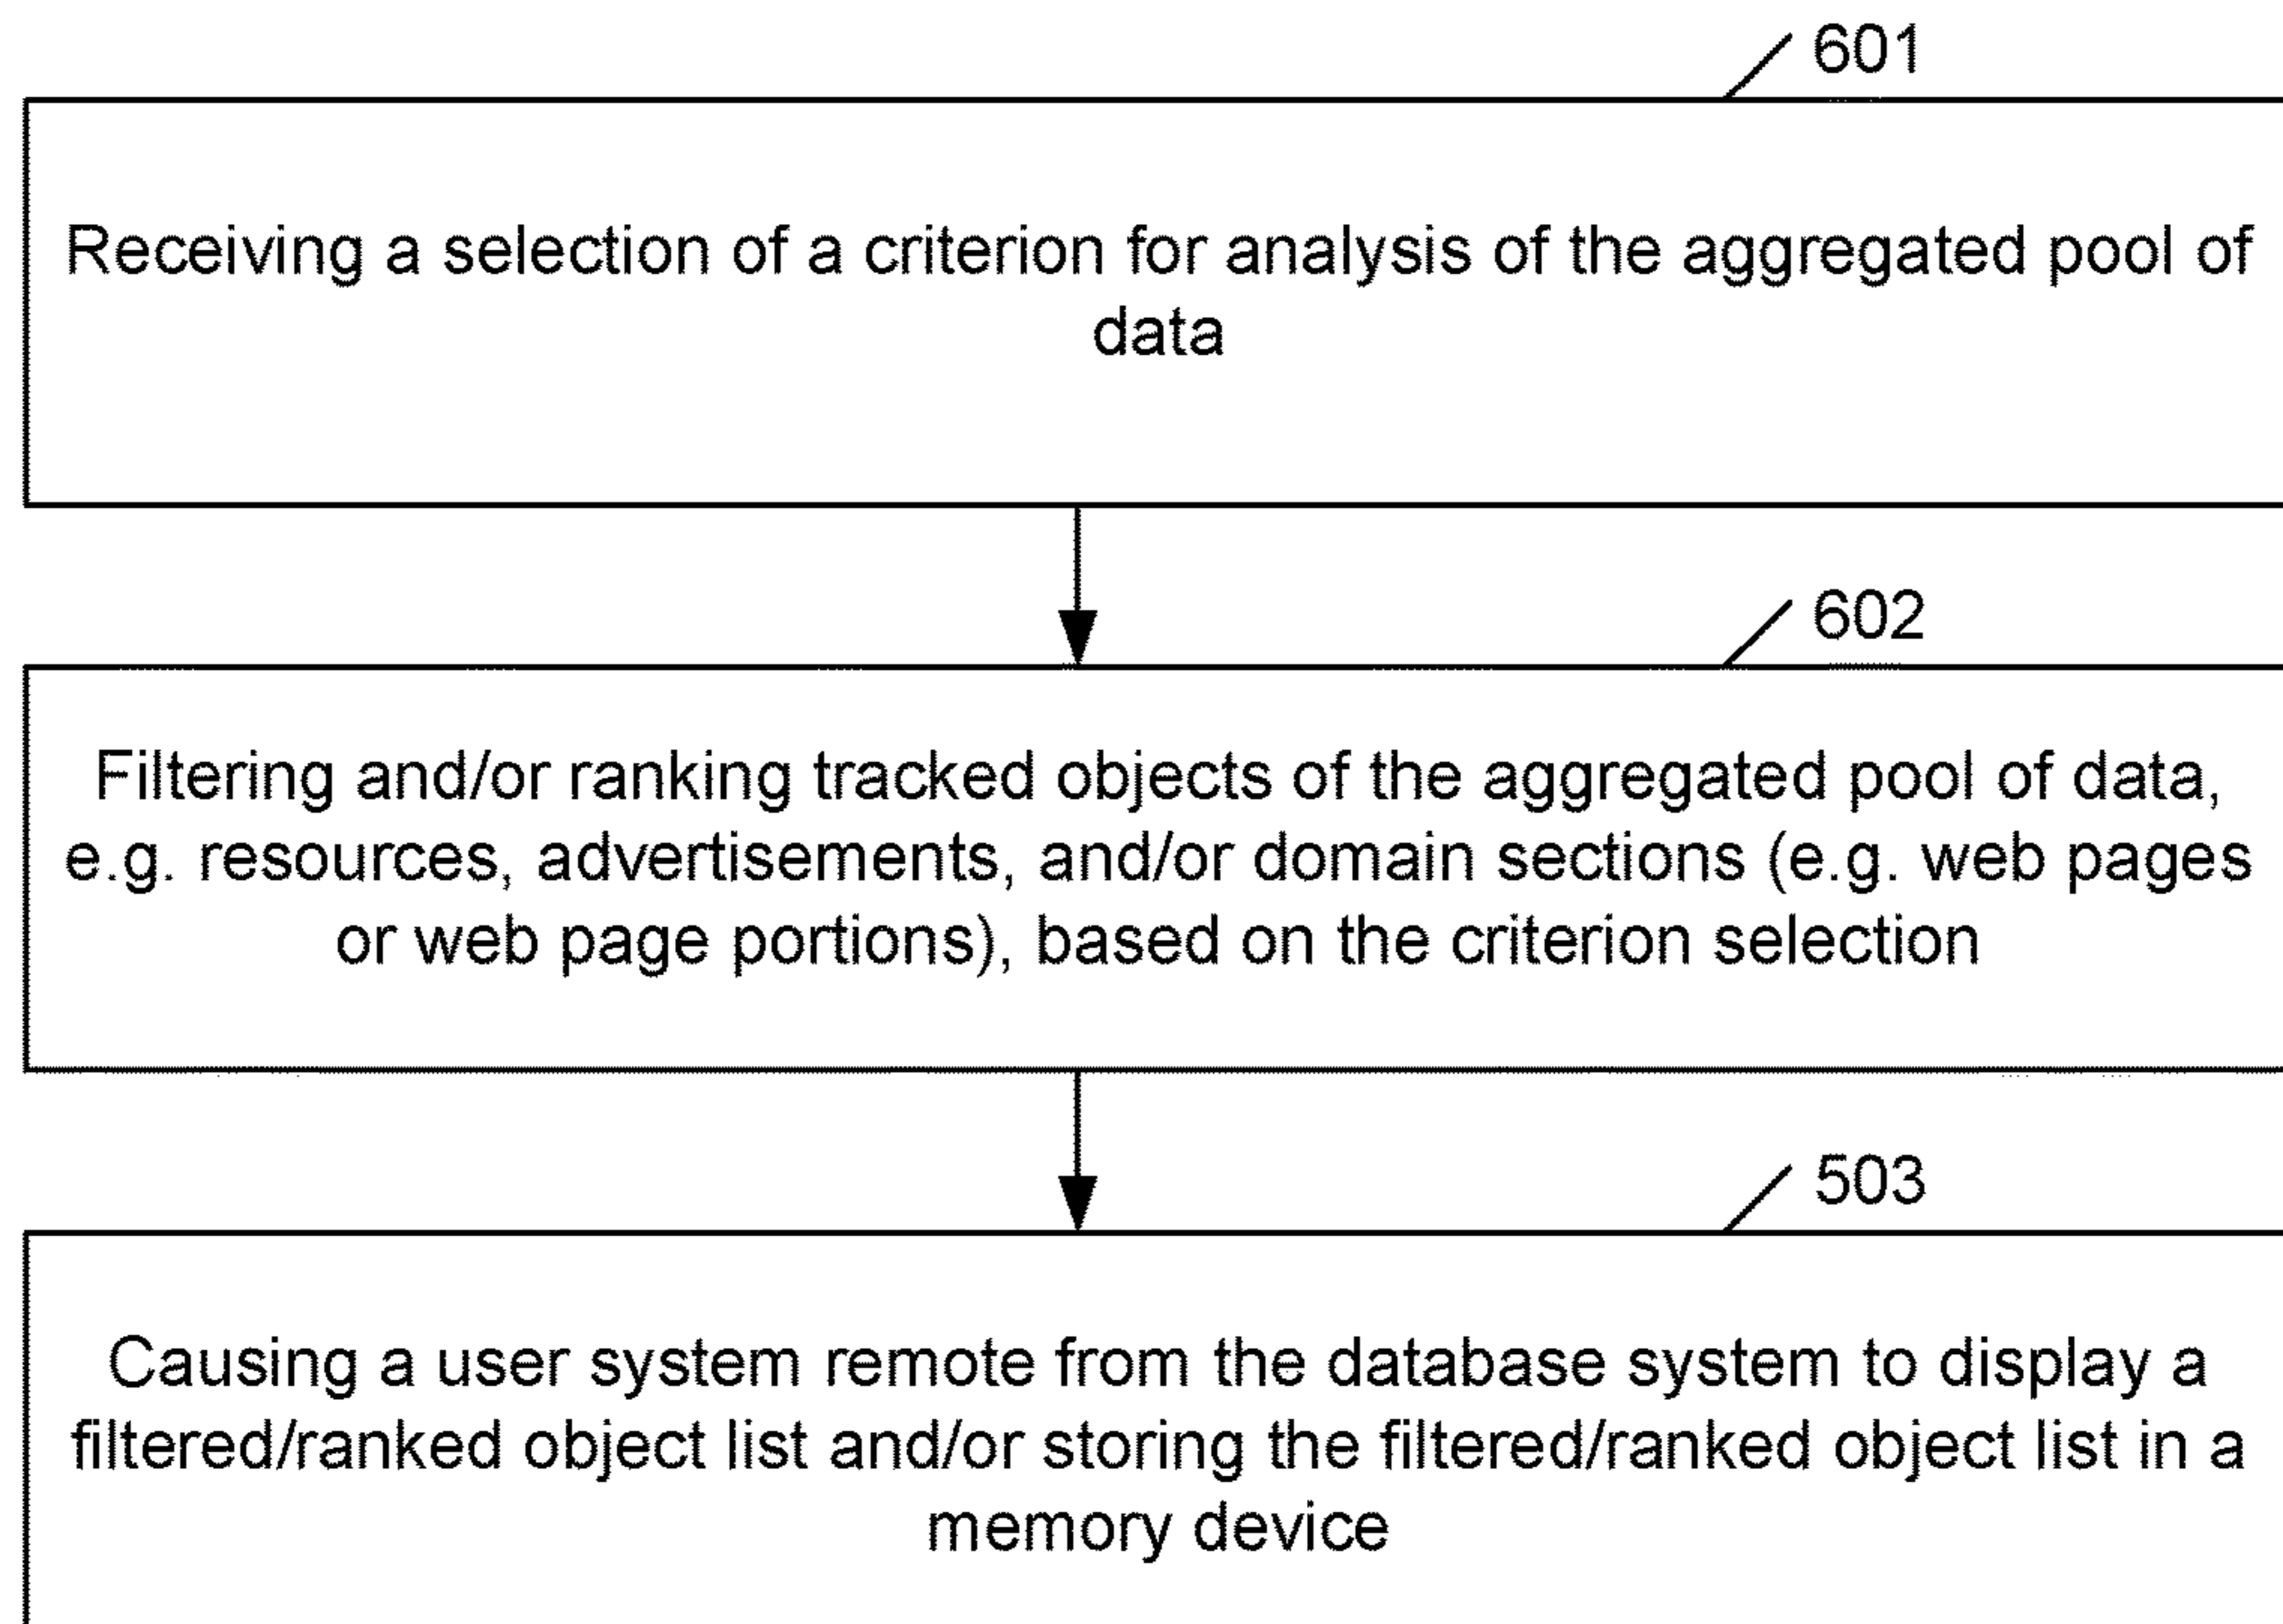 601
Receiving a selection of a criterion for analysis of the aggregated pool of
data
602
Filtering and/or ranking tracked objects of the aggregated pool of data,
e.g. resources, advertisements, and/or domain sections (e.g. web pages
or web page portions), based on the criterion selection
503
Causing a user system remote from the database system to display a
filtered/ranked object list and/or storing the filtered/ranked object list in a
memory device